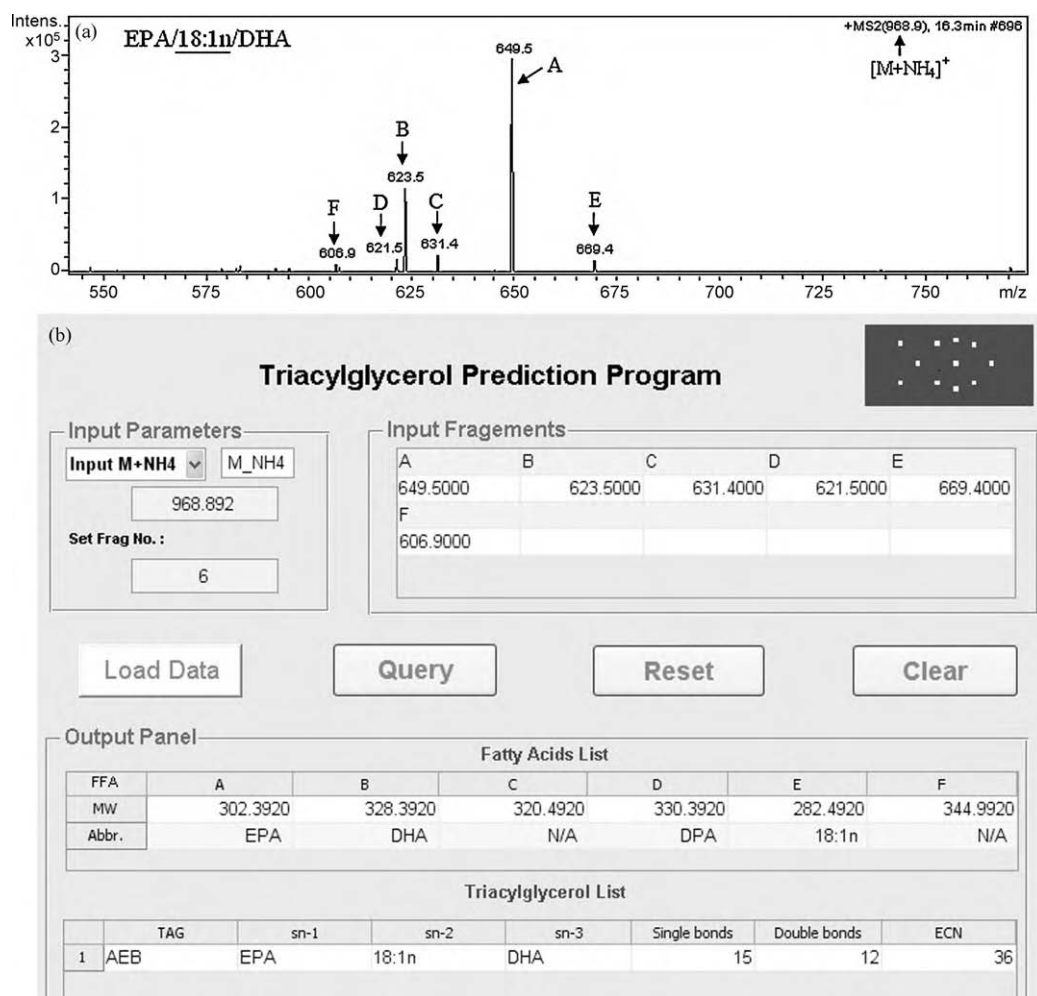 Intens.
x10⁵
(a)
EPA/18:1n/DHA
+MS2(968.9), 16.3min #696
[M+NH₄]⁺
3
2
1
0
649.5
A
B
623.5
F
606.9
D
621.5
C
631.4
E
669.4
550 575 600 625 650 675 700 725 750 m/z
(b)
Triacylglycerol Prediction Program
Input Parameters
Input M+NH4 M_NH4
968.892
Set Frag No. :
6
Input Fragements
A B C D E
649.5000 623.5000 631.4000 621.5000 669.4000
F
606.9000
Load Data Query Reset Clear
Output Panel
Fatty Acids List
FFA A B C D E F
MW 302.3920 328.3920 320.4920 330.3920 282.4920 344.9920
Abbr. EPA DHA N/A DPA 18:1n N/A
Triacylglycerol List
TAG sn-1 sn-2 sn-3 Single bonds Double bonds ECN
1 AEB EPA 18:1n DHA 15 12 36